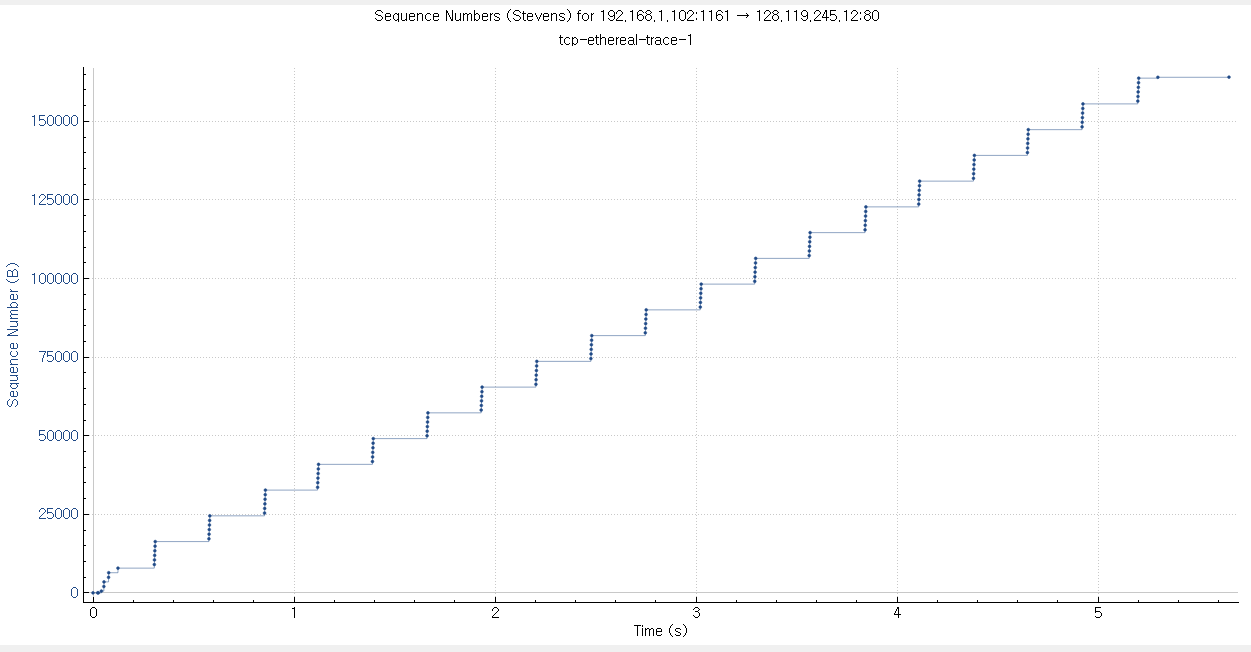 Sequence Numbers (Stevens) for 192.168.1.102:1161 → 128.119.245.12:80
tcp-ethereal-trace-1
Sequence Number (B)
150000
125000
100000
75000
50000
25000
0
0 1 2 3 4 5
Time (s)